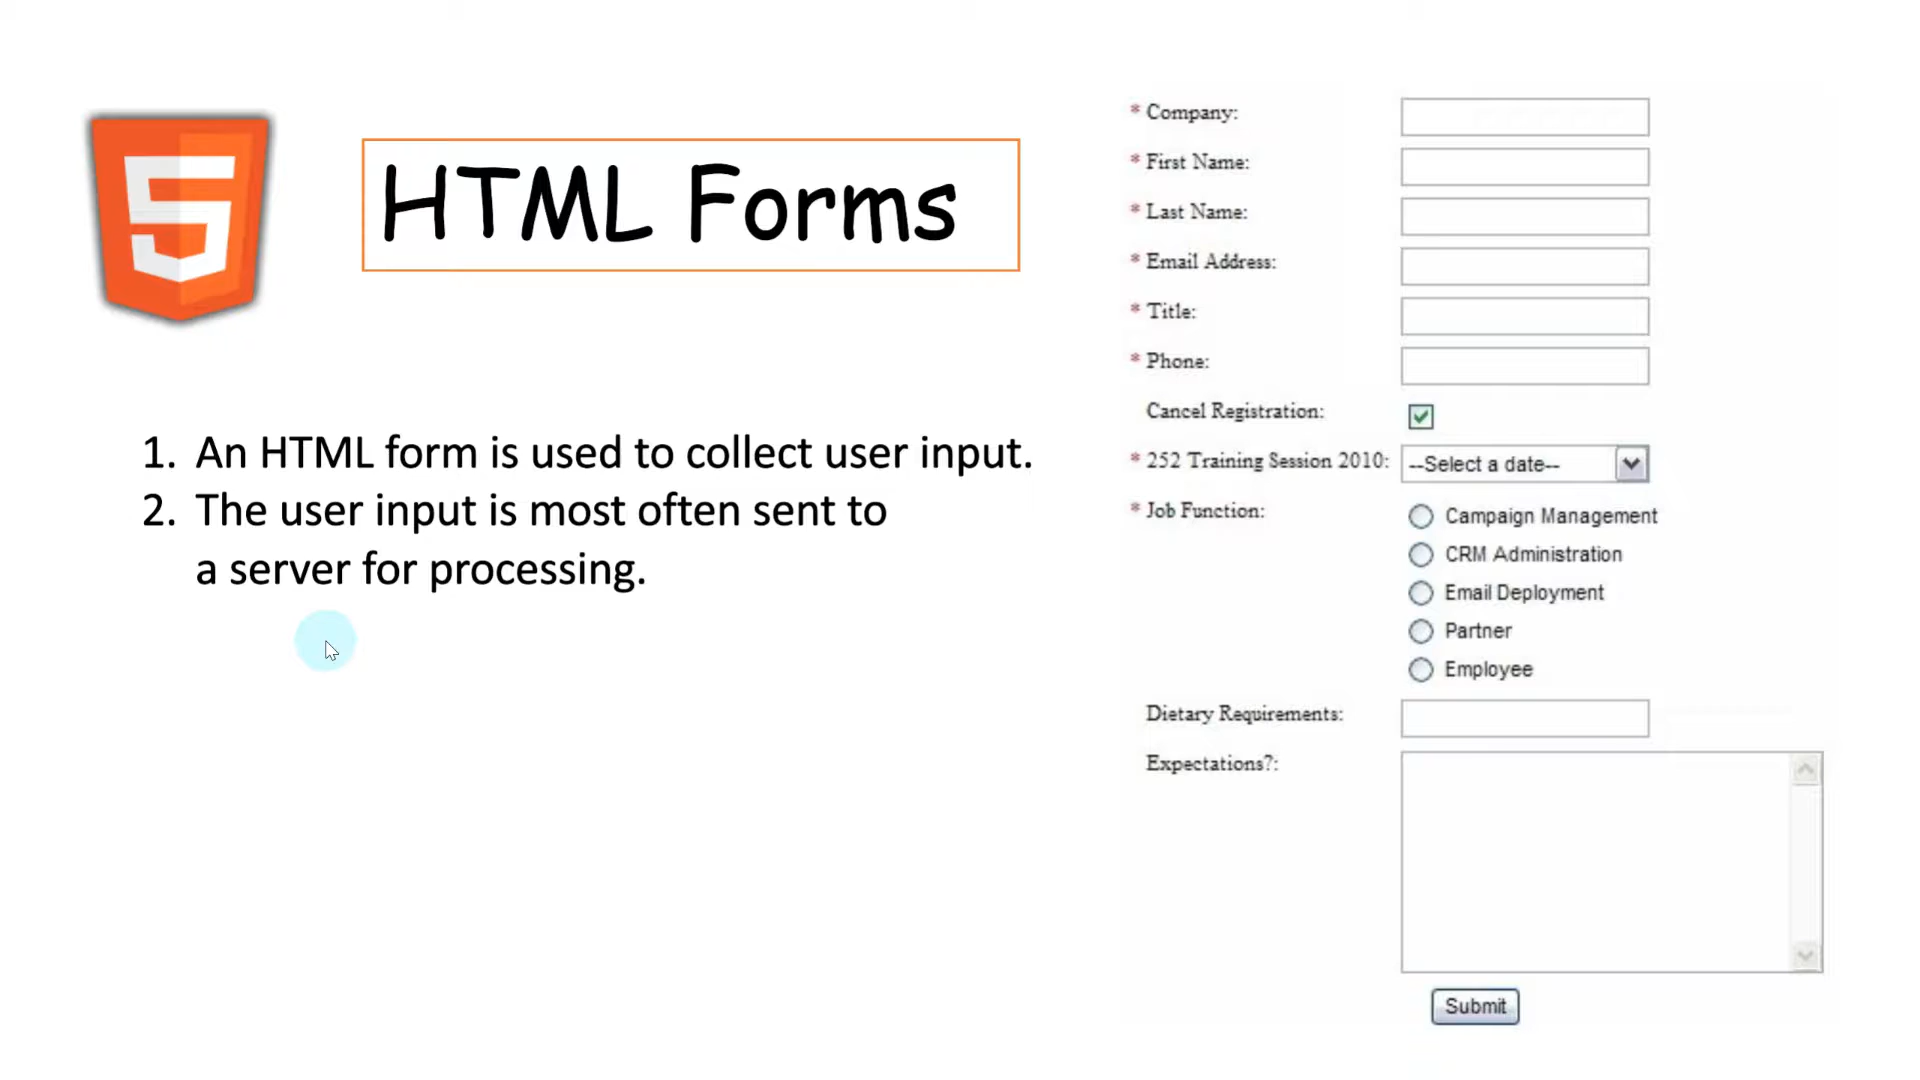 5
HTML Forms
1. An HTML form is used to collect user input.
2. The user input is most often sent to
a server for processing.
* Company:
* First Name:
* Last Name:
* Email Address:
* Title:
* Phone:
Cancel Registration:
* 252 Training Session 2010: --Select a date--
* Job Function: Campaign Management
CRM Administration
Email Deployment
Partner
Employee
Dietary Requirements:
Expectations?:
Submit